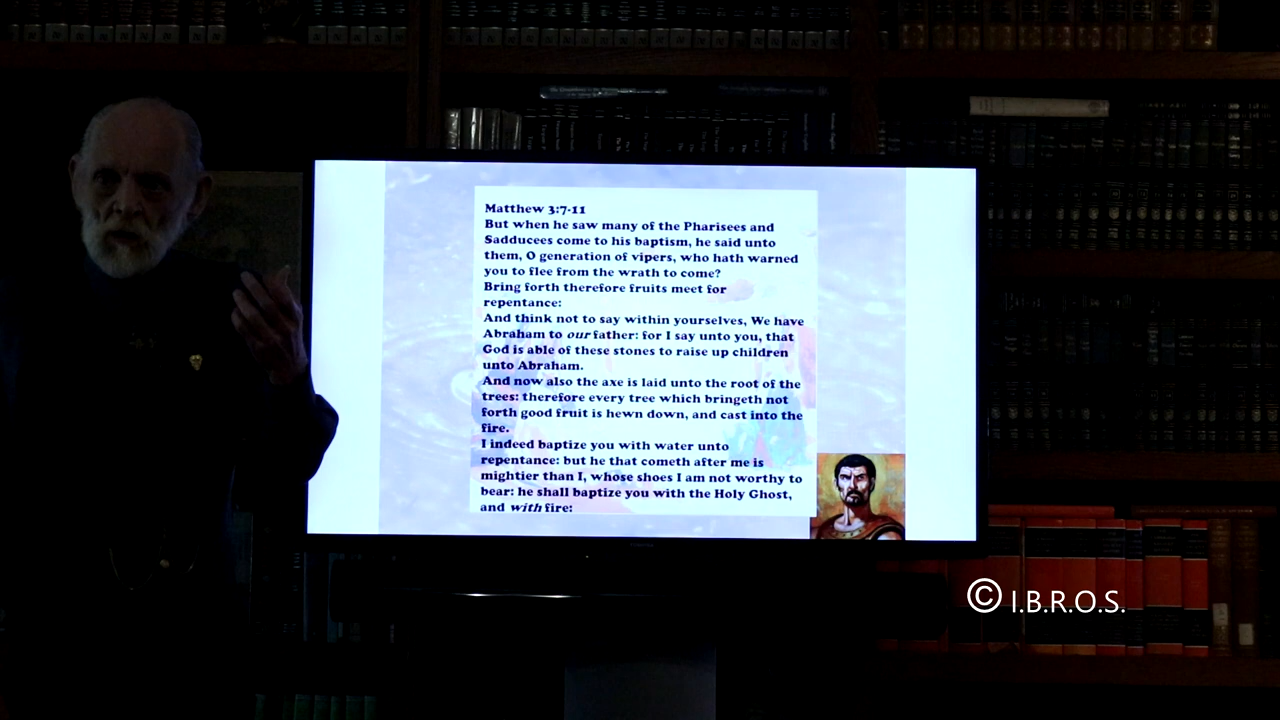 Matthew 3:7-11
But when he saw many of the Pharisees and
Sadducees come to his baptism, he said unto
them, O generation of vipers, who hath warned
you to flee from the wrath to come?
Bring forth therefore fruits meet for
repentance:
And think not to say within yourselves, We have
Abraham to our father: for I say unto you, that
God is able of these stones to raise up children
unto Abraham.
And now also the axe is laid unto the root of the
trees: therefore every tree which bringeth not
forth good fruit is hewn down, and cast into the
fire.
I indeed baptize you with water unto
repentance: but he that cometh after me is
mightier than I, whose shoes I am not worthy to
bear: he shall baptize you with the Holy Ghost,
and with fire:
© I.B.R.O.S.